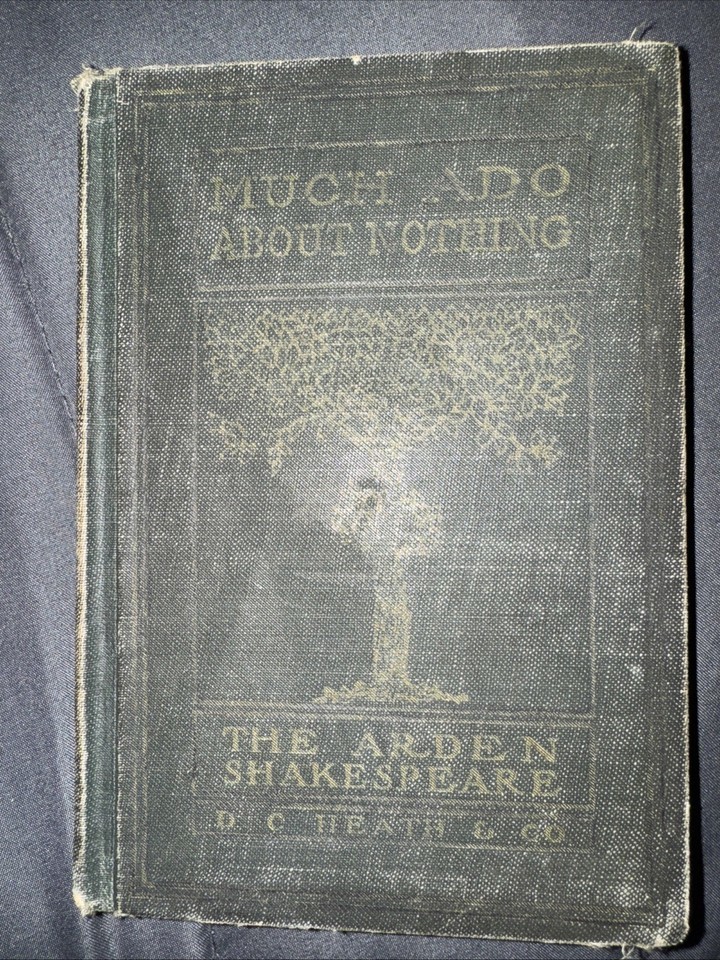 MUCH ADO
ABOUT NOTHING
THE ARDEN
SHAKESPEARE
D C HEATH & CO